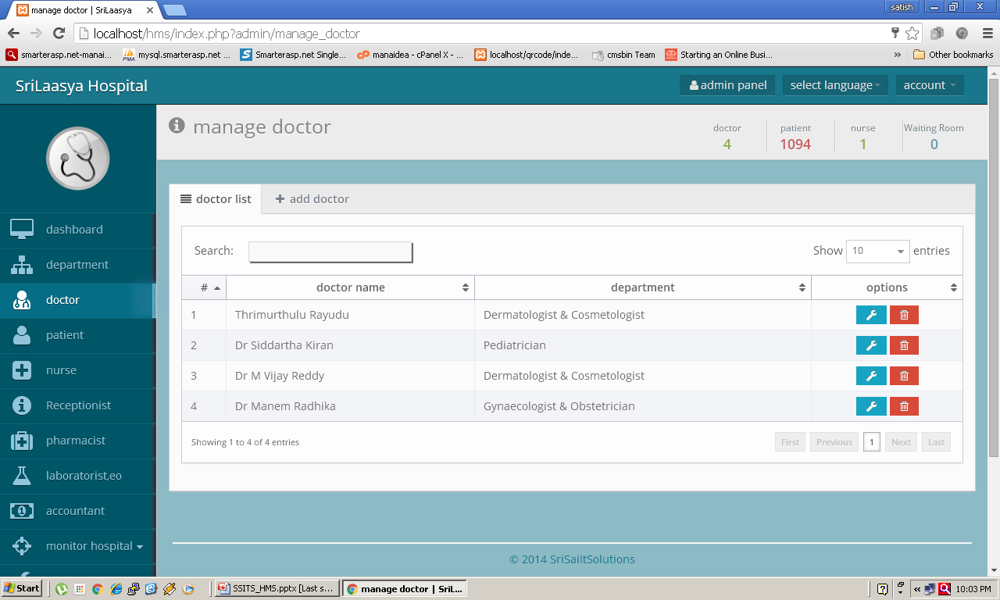 manage doctor | SriLaasya
satish
localhost/hms/index.php?admin/manage_doctor
smarterasp.net-manai...
mysql.smarterasp.net ...
Smarterasp.net Single...
manaidea - cPanel X - ...
localhost/qrcode/inde...
cmsbin Team
Starting an Online Busi...
»
Other bookmarks
SriLaasya Hospital
admin panel
select language
account
manage doctor
doctor
4
patient
1094
nurse
1
Waiting Room
0
dashboard
department
doctor
patient
nurse
Receptionist
pharmacist
laboratorist,eo
accountant
monitor hospital
doctor list
add doctor
Search:
Show 10 entries
# doctor name department options
1 Thrimurthulu Rayudu Dermatologist & Cosmetologist
2 Dr Siddartha Kiran Pediatrician
3 Dr M Vijay Reddy Dermatologist & Cosmetologist
4 Dr Manem Radhika Gynaecologist & Obstetrician
Showing 1 to 4 of 4 entries
First Previous 1 Next Last
© 2014 SriSaiItSolutions
Start
SSITS_HMS.pptx [Last s...
manage doctor | SriL...
10:03 PM